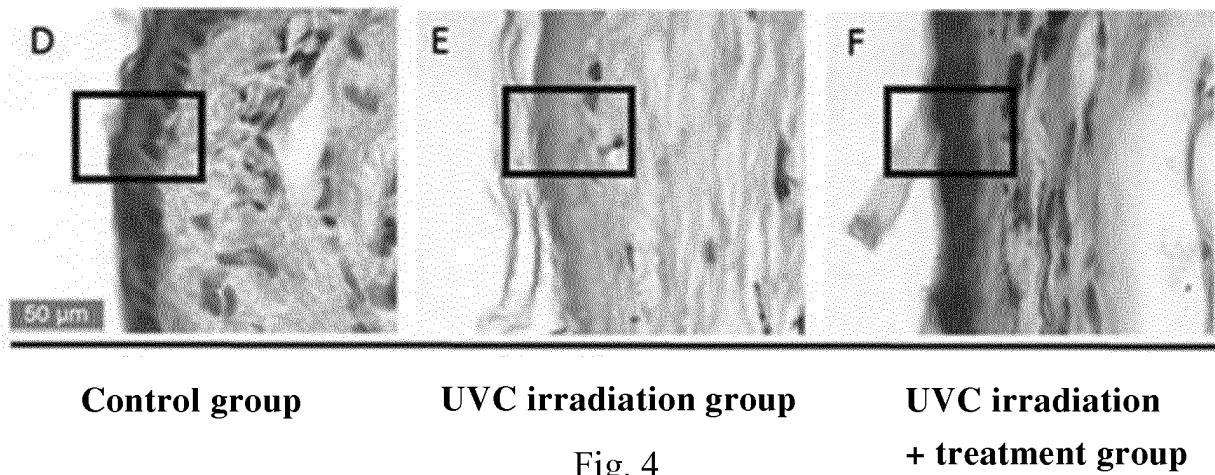 D
E
F
50 µm
Control group
UVC irradiation group
UVC irradiation
+ treatment group
Fig. 4